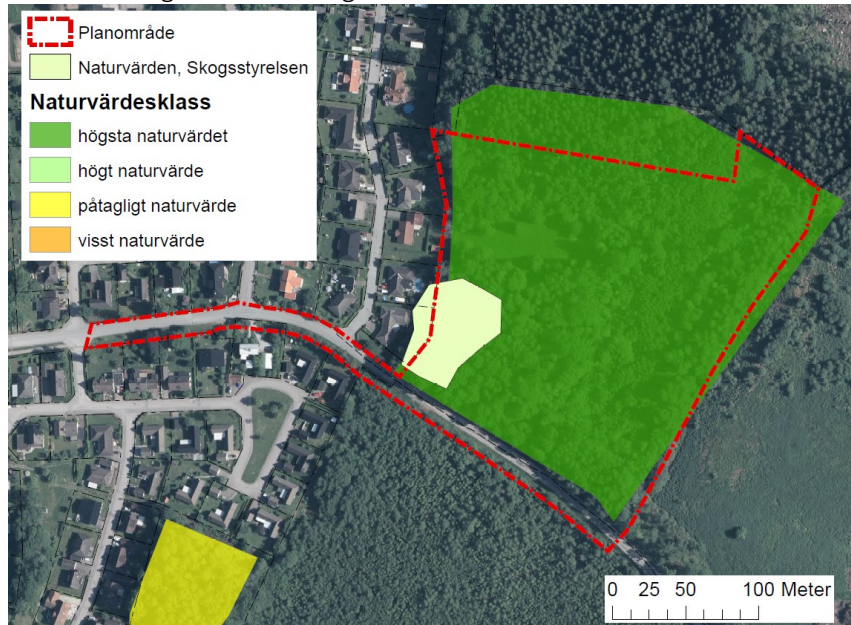 Planområde
Naturvärden, Skogsstyrelsen
Naturvärdesklass
högsta naturvärdet
högt naturvärde
påtagligt naturvärde
visst naturvärde
0 25 50 100 Meter